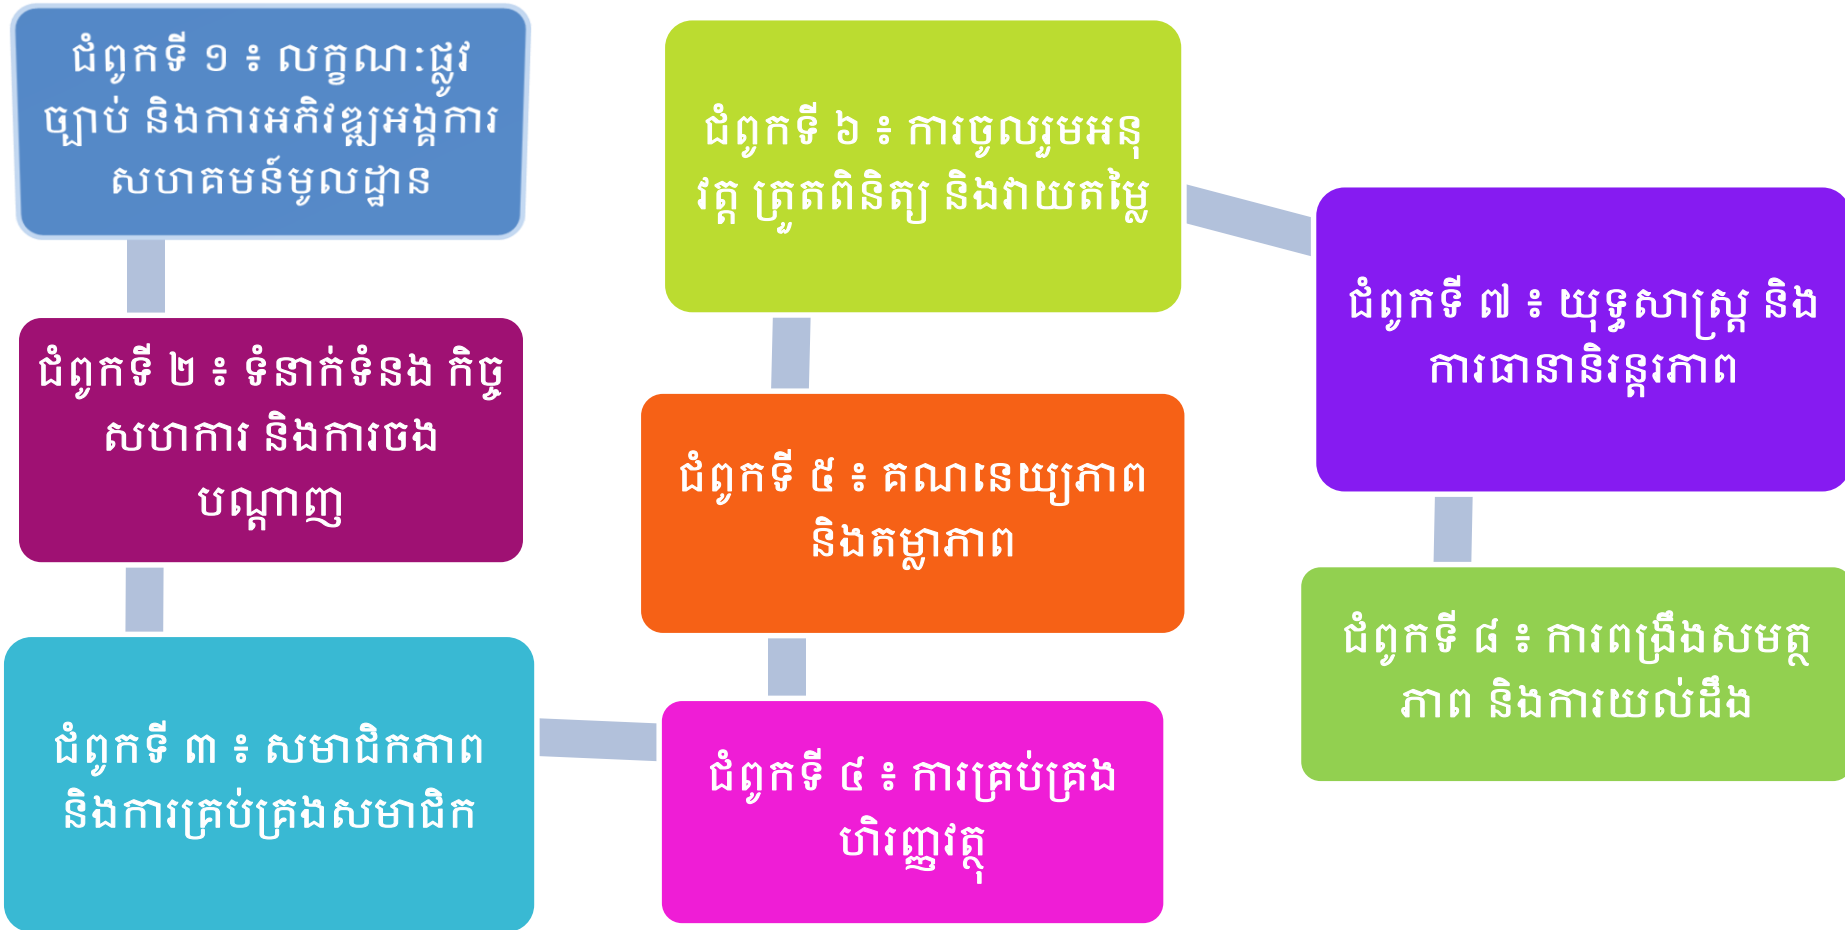 ជំពូកទី ១ ៖ លក្ខណៈផ្លូវ
ច្បាប់ និងការអភិវឌ្ឍអង្គការ
សហគមន៍មូលដ្ឋាន
ជំពូកទី ២ ៖ ទំនាក់ទំនង កិច្ច
សហការ និងការចង
បណ្តាញ
ជំពូកទី ៣ ៖ សមាជិកភាព
និងការគ្រប់គ្រងសមាជិក
ជំពូកទី ៤ ៖ ការគ្រប់គ្រង
ហិរញ្ញវត្ថុ
ជំពូកទី ៥ ៖ គណនេយ្យភាព
និងតម្លាភាព
ជំពូកទី ៦ ៖ ការចូលរួមអនុ
វត្ត ត្រួតពិនិត្យ និងវាយតម្លៃ
ជំពូកទី ៧ ៖ យុទ្ធសាស្ត្រ និង
ការធានានិរន្តរភាព
ជំពូកទី ៨ ៖ ការពង្រឹងសមត្ថ
ភាព និងការយល់ដឹង